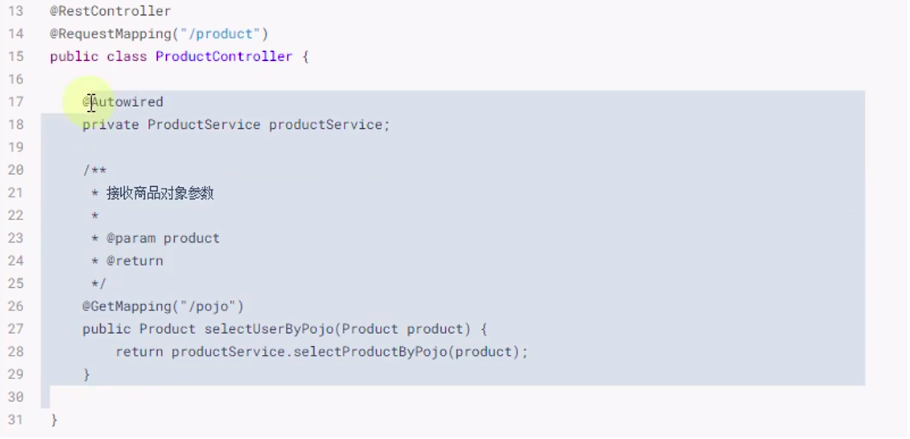 13 @RestController
14 @RequestMapping("/product")
15 public class ProductController {
16
17     @Autowired
18     private ProductService productService;
19
20     /**
21      * 接收商品对象参数
22      *
23      * @param product
24      * @return
25      */
26     @GetMapping("/pojo")
27     public Product selectUserByPojo(Product product) {
28         return productService.selectProductByPojo(product);
29     }
30
31 }